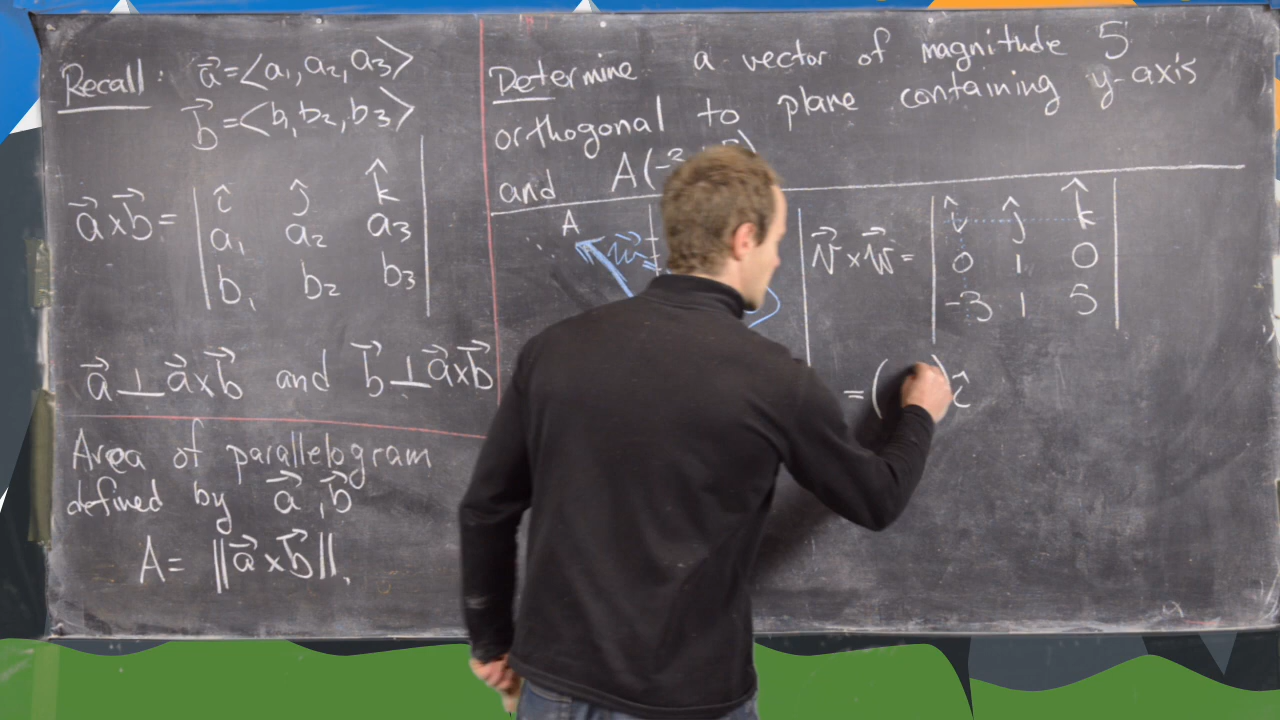 Recall: a⃗ = <a₁, a₂, a₃>
b⃗ = <b₁, b₂, b₃>
a⃗ x b⃗ = | î ĵ k̂
a₁ a₂ a₃
b₁ b₂ b₃ |
a⃗ ⊥ a⃗ x b⃗ and b⃗ ⊥ a⃗ x b⃗
Area of parallelogram
defined by a⃗, b⃗
A = ||a⃗ x b⃗||.
Determine a vector of magnitude 5
orthogonal to plane containing y-axis
and A(-3
A
w⃗
v⃗ x w⃗ = | î ĵ k̂
0 1 0
-3 1 5 |
= ( ) î